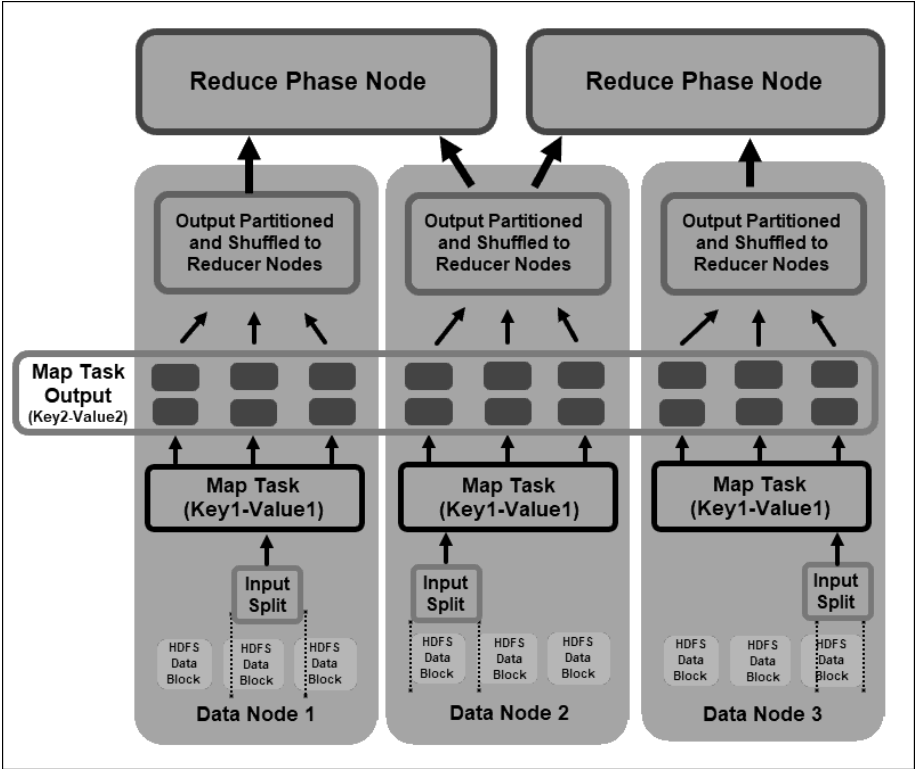 Reduce Phase Node
Reduce Phase Node
Output Partitioned
and Shuffled to
Reducer Nodes
Output Partitioned
and Shuffled to
Reducer Nodes
Output Partitioned
and Shuffled to
Reducer Nodes
Map Task
Output
(Key2-Value2)
Map Task
(Key1-Value1)
Map Task
(Key1-Value1)
Map Task
(Key1-Value1)
Input
Split
Input
Split
Input
Split
HDFS
Data
Block
HDFS
Data
Block
HDFS
Data
Block
HDFS
Data
Block
HDFS
Data
Block
HDFS
Data
Block
HDFS
Data
Block
HDFS
Data
Block
HDFS
Data
Block
Data Node 1
Data Node 2
Data Node 3